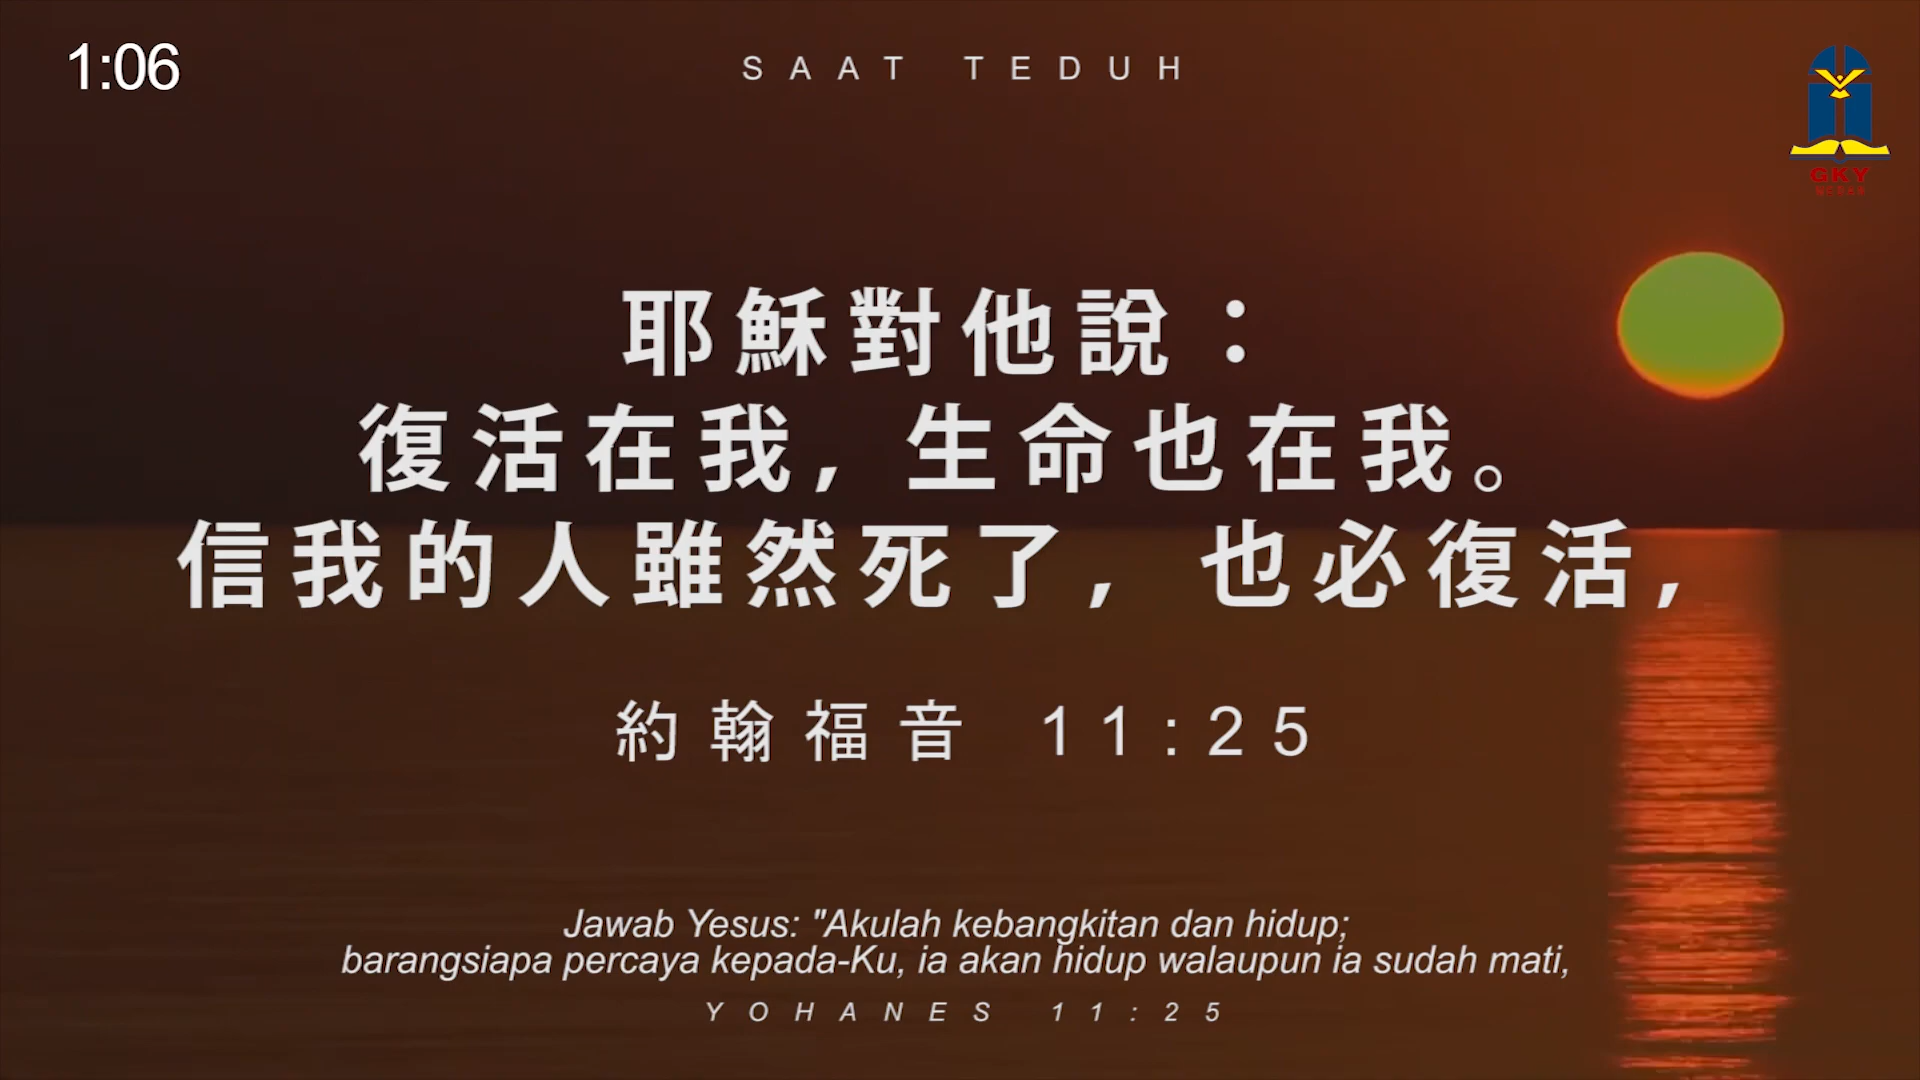 1:06
SAAT TEDUH
GKY
耶穌對他說：
復活在我，生命也在我。
信我的人雖然死了，也必復活，
約翰福音 11:25
Jawab Yesus: "Akulah kebangkitan dan hidup;
barangsiapa percaya kepada-Ku, ia akan hidup walaupun ia sudah mati,
YOHANES 11:25